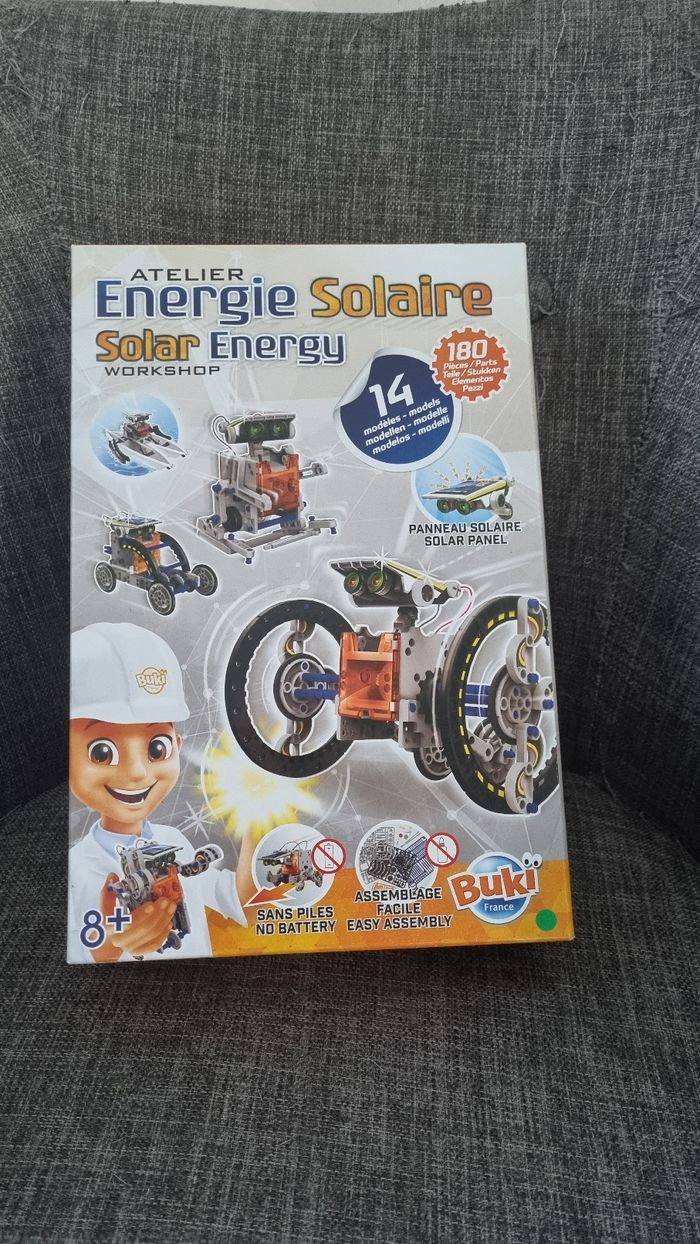 ATELIER
Energie Solaire
Solar Energy
WORKSHOP
180
Pièces / Parts
Teile / Stukken
Elementos
Pezzi
14
modèles - models
modellen - modelle
modelos - modelli
PANNEAU SOLAIRE
SOLAR PANEL
Buki
8+
SANS PILES
NO BATTERY
ASSEMBLAGE
FACILE
EASY ASSEMBLY
Buki
France